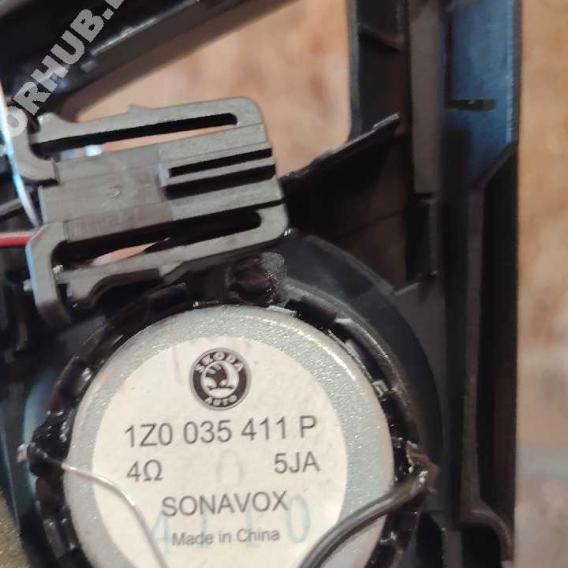 ORHUB.
ŠKODA
AUTO
1Z0 035 411 P
4Ω 5JA
SONAVOX
Made in China